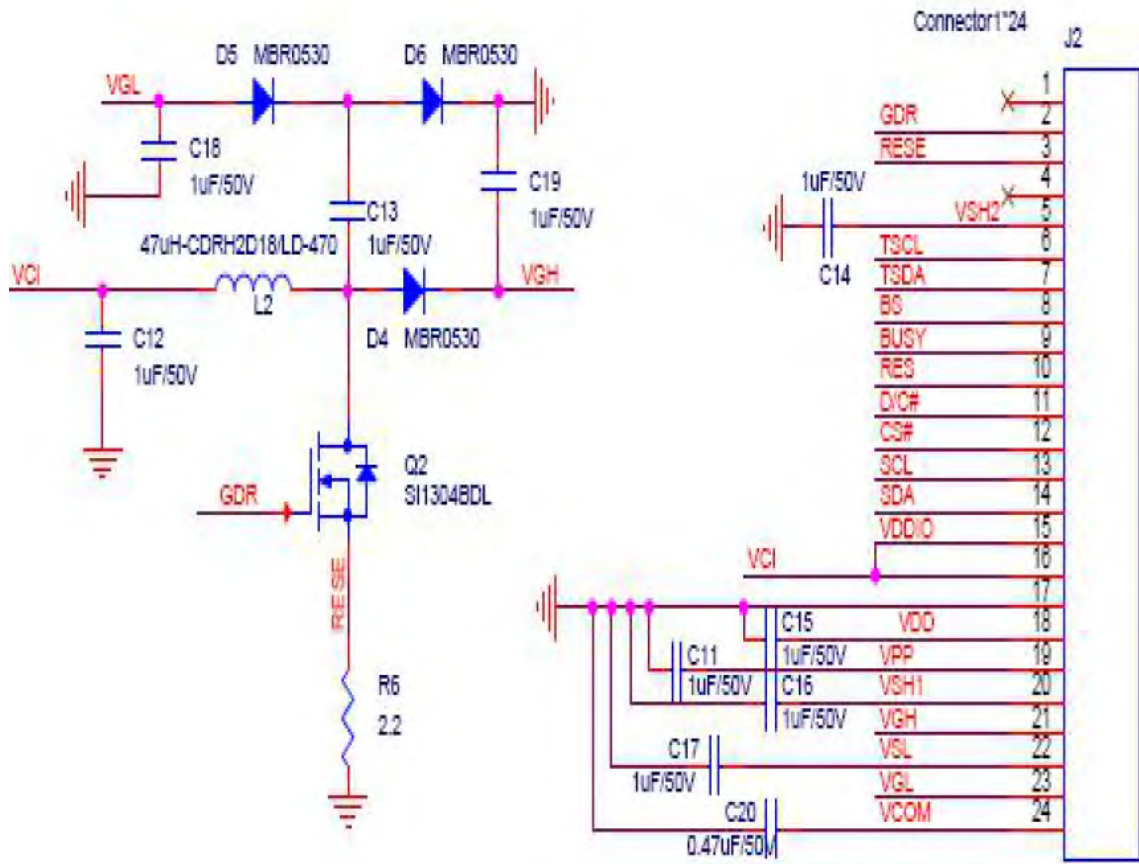 Connector1*24
J2
D5 MBR0530
D6 MBR0530
VGL
C18
1uF/50V
C19
1uF/50V
C13
1uF/50V
47uH-CDRH2D18/LD-470
VCI
L2
VGH
C12
1uF/50V
D4 MBR0530
Q2
SI1304BDL
GDR
RESE
R6
2.2
1
GDR 2
RESE 3
4
1uF/50V
C14
VSH2 5
TSCL 6
TSDA 7
BS 8
BUSY 9
RES 10
D/C# 11
CS# 12
SCL 13
SDA 14
VDDIO 15
VCI 16
17
C15 VDD 18
1uF/50V
C11 VPP 19
1uF/50V
C16 VSH1 20
1uF/50V
VGH 21
C17 VSL 22
1uF/50V
VGL 23
C20 VCOM 24
0.47uF/50V